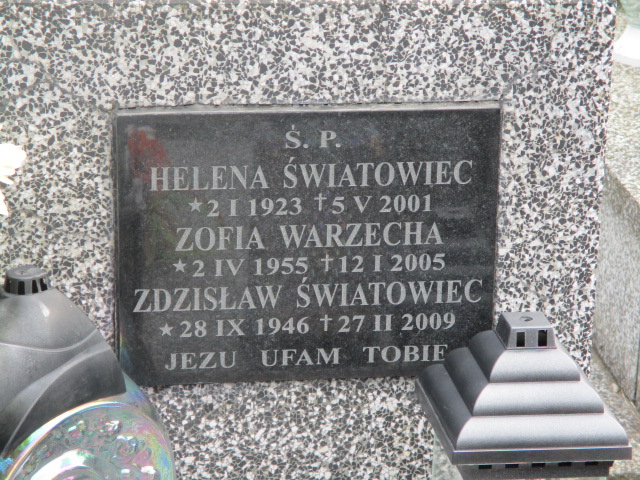 Ś. P.
HELENA ŚWIATOWIEC
*2 I 1923 †5 V 2001
ZOFIA WARZECHA
*2 IV 1955 †12 I 2005
ZDZISŁAW ŚWIATOWIEC
*28 IX 1946 †27 II 2009
JEZU UFAM TOBIE